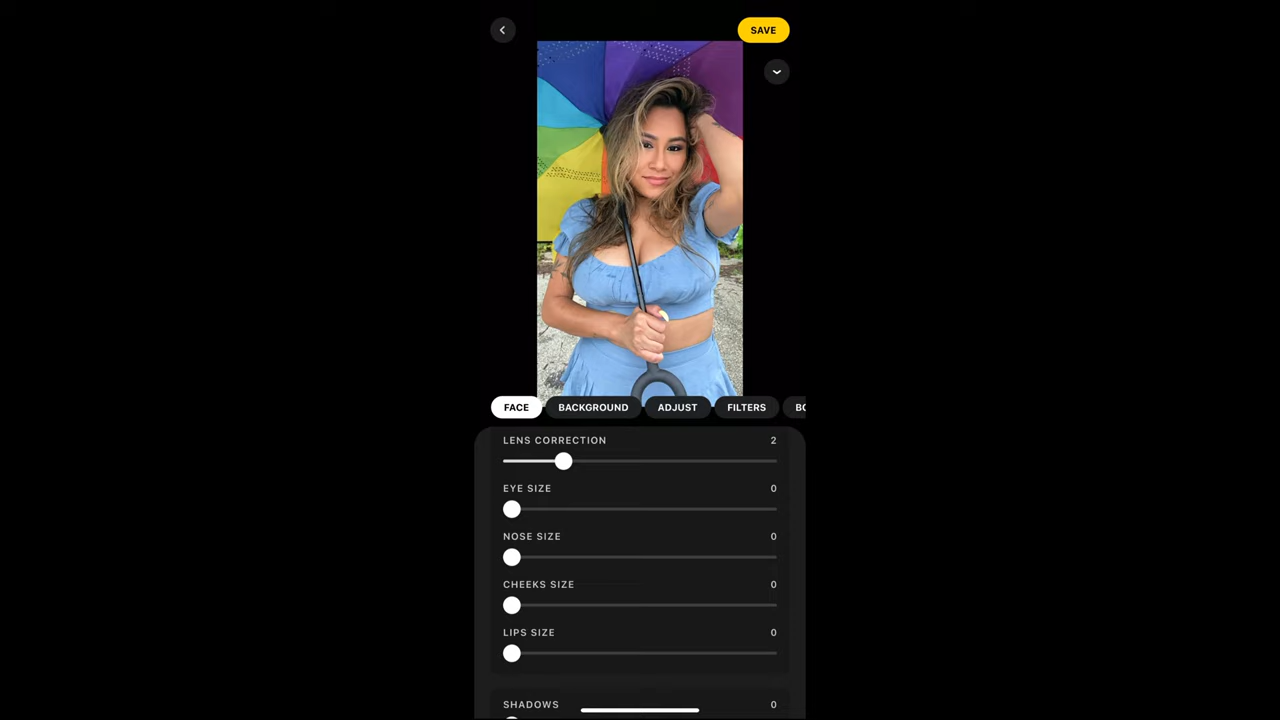 SAVE
FACE
BACKGROUND
ADJUST
FILTERS
BO
LENS CORRECTION 2
EYE SIZE 0
NOSE SIZE 0
CHEEKS SIZE 0
LIPS SIZE 0
SHADOWS 0